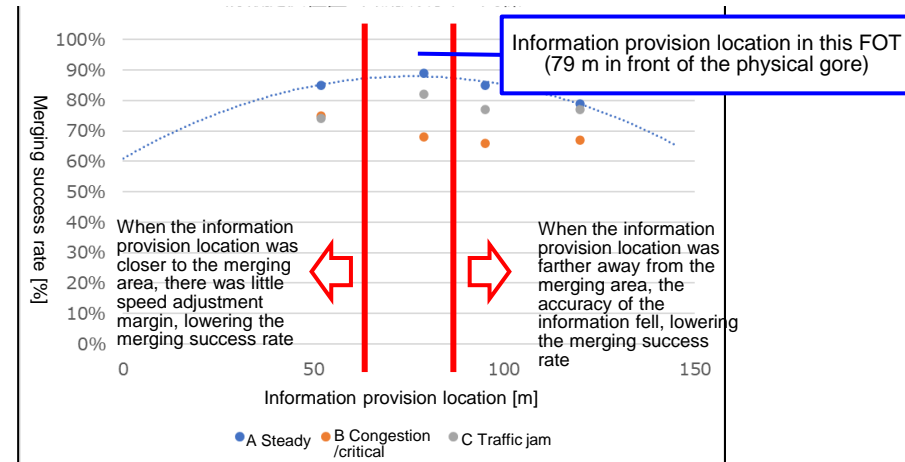 Information provision location in this FOT
(79 m in front of the physical gore)
100%
90%
80%
70%
60%
50%
40%
30%
20%
10%
0%
Merging success rate [%]
When the information
provision location was
closer to the merging
area, there was little
speed adjustment
margin, lowering the
merging success rate
When the information
provision location was
farther away from the
merging area, the
accuracy of the
information fell, lowering
the merging success
rate
0
50
100
150
Information provision location [m]
A Steady
B Congestion
/critical
C Traffic jam